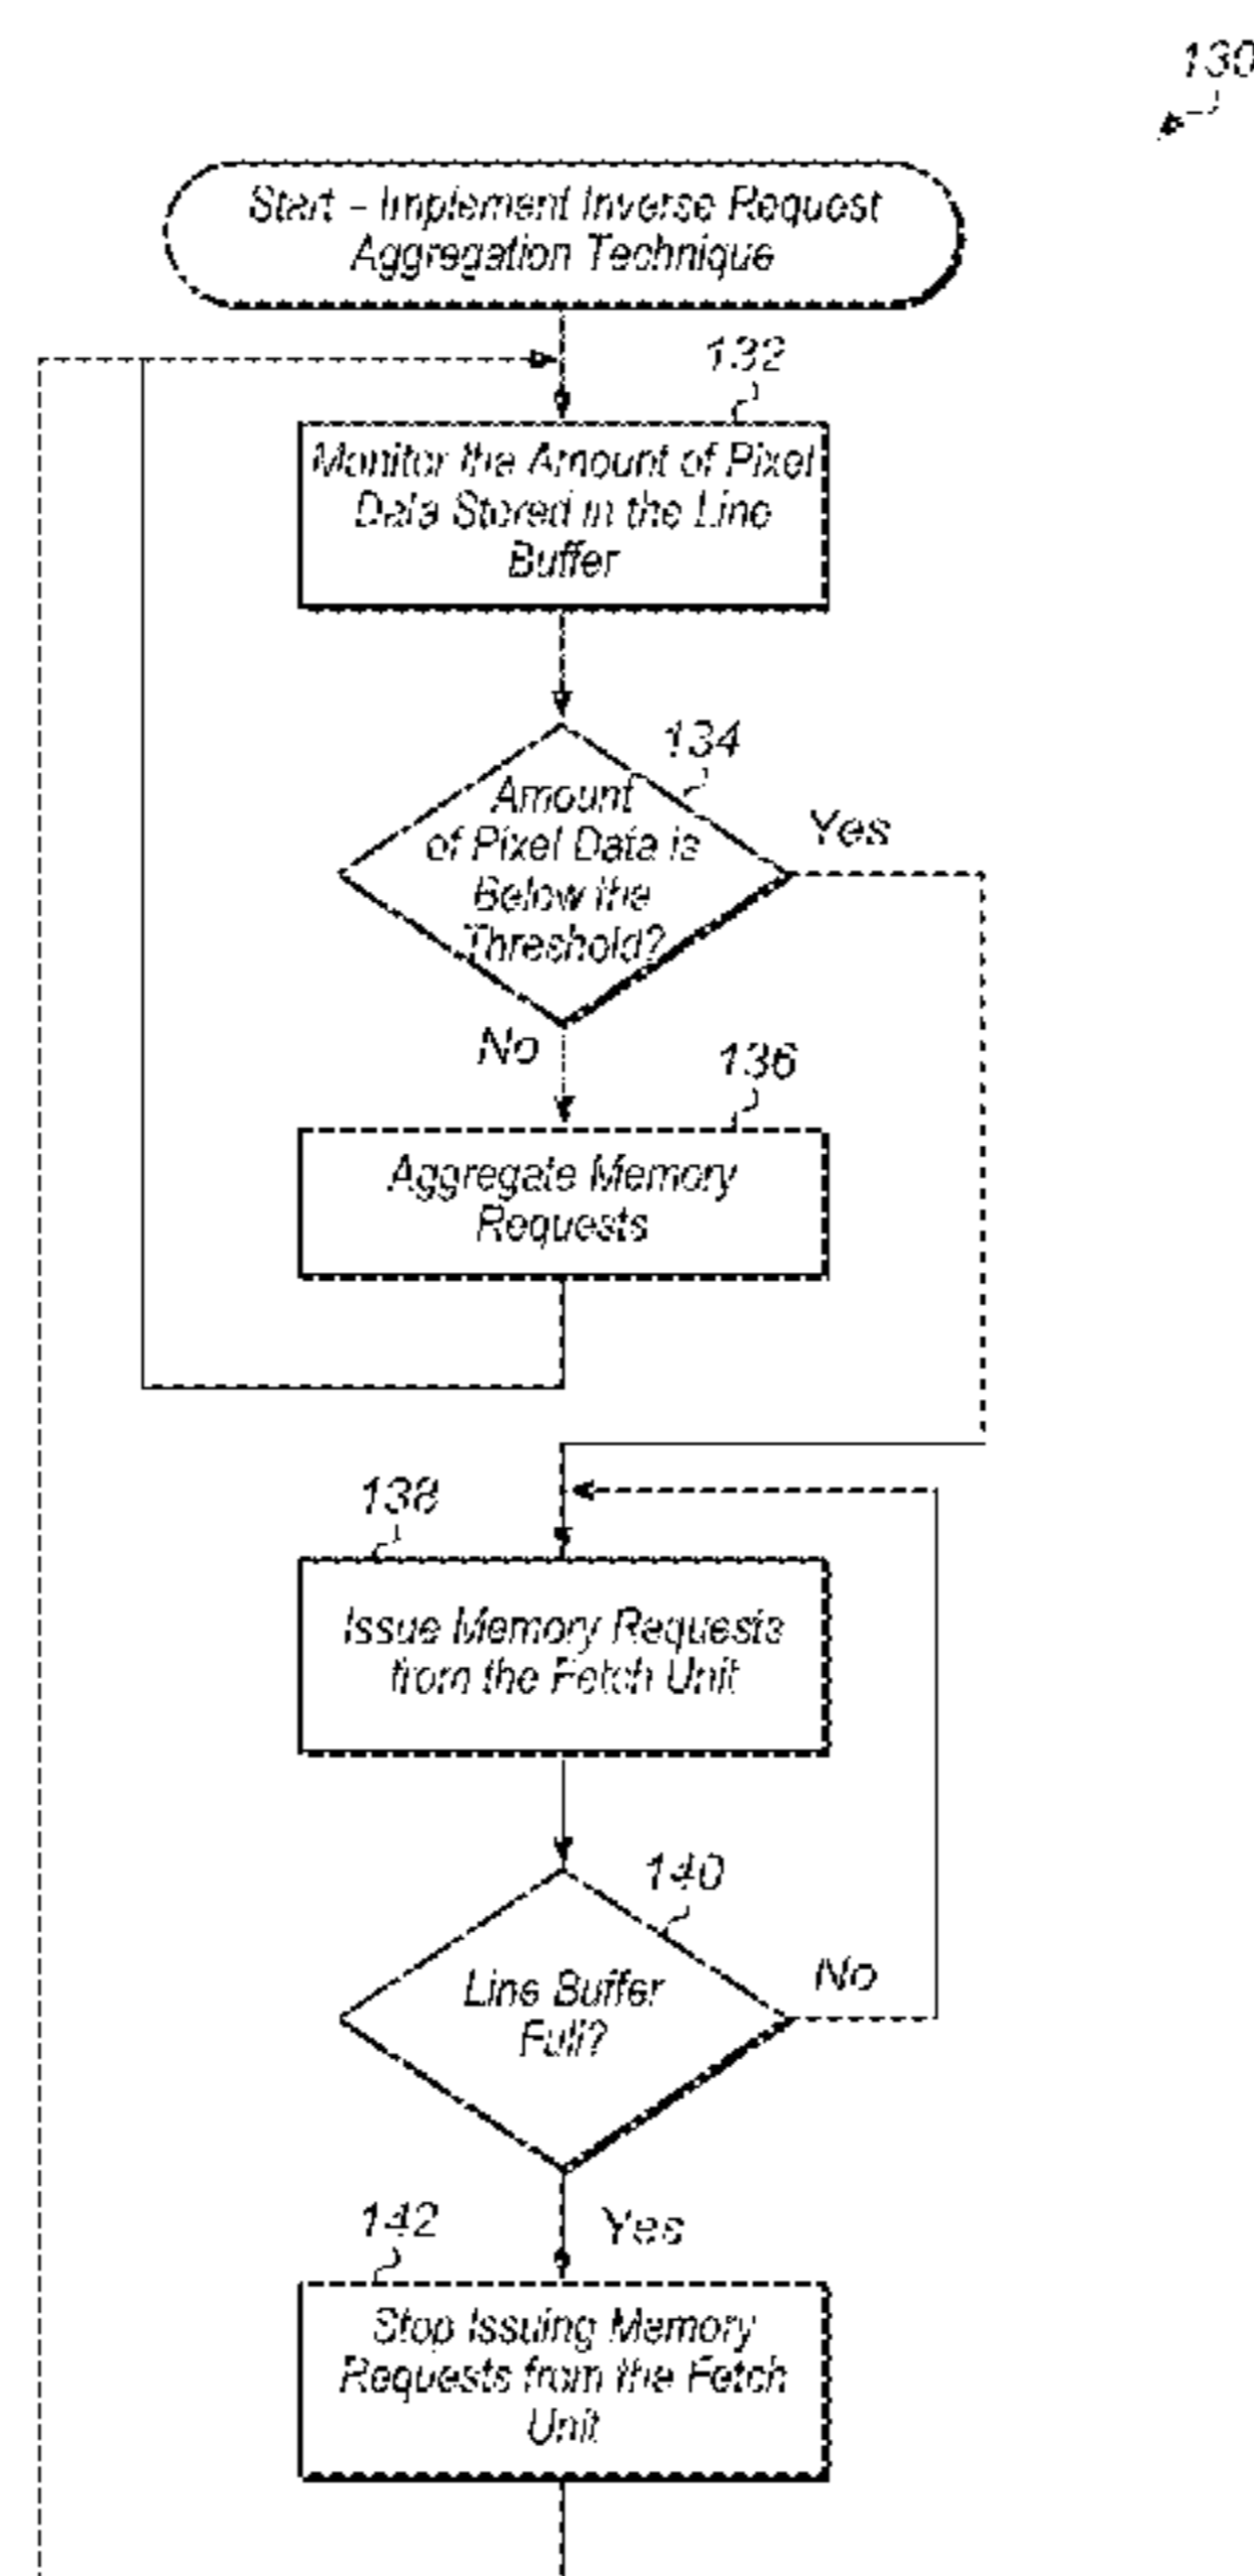 130
Start – Implement Inverse Request
Aggregation Technique
132
Monitor the Amount of Pixel
Data Stored in the Line
Buffer
134
Amount
of Pixel Data is
Below the
Threshold?
Yes
No
136
Aggregate Memory
Requests
138
Issue Memory Requests
from the Fetch Unit
140
Line Buffer
Full?
No
Yes
142
Stop Issuing Memory
Requests from the Fetch
Unit